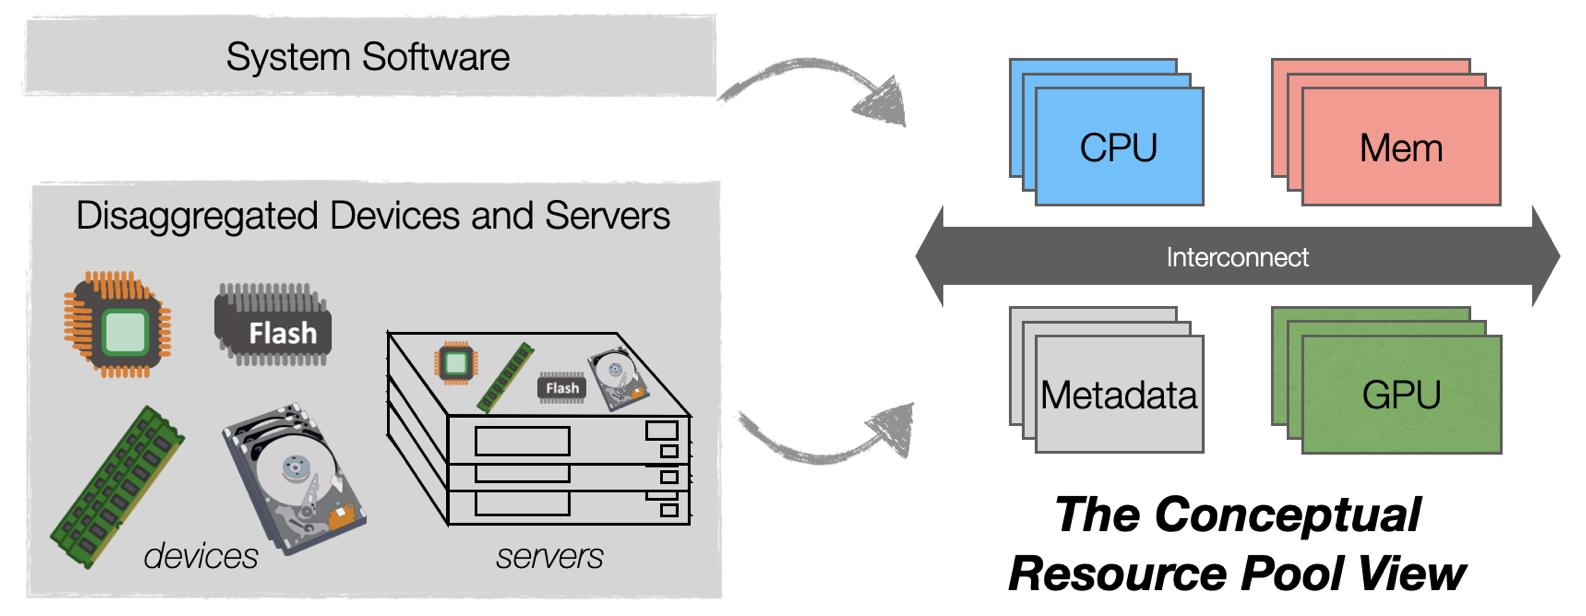 System Software
Disaggregated Devices and Servers
Flash
Flash
devices
servers
CPU
Mem
Interconnect
Metadata
GPU
The Conceptual
Resource Pool View